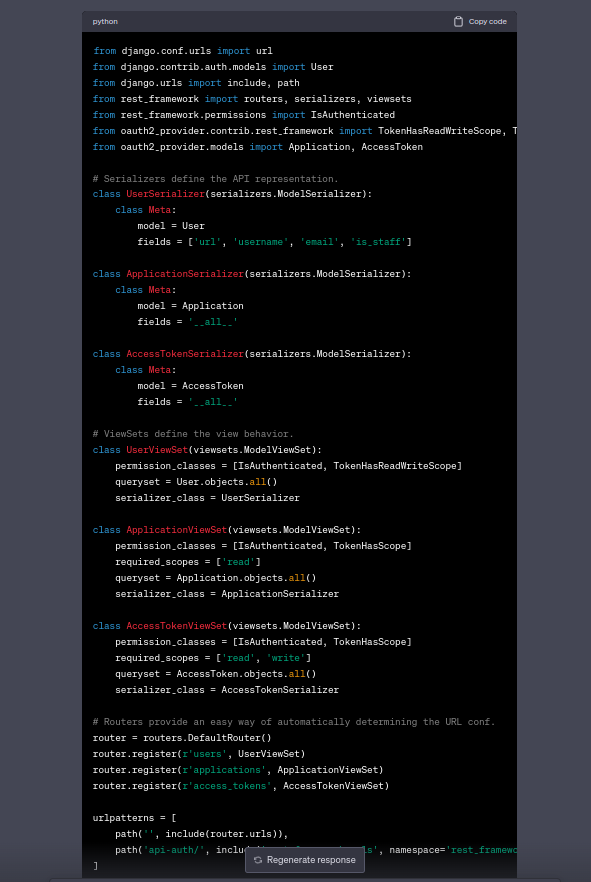 python
Copy code
from django.conf.urls import url
from django.contrib.auth.models import User
from django.urls import include, path
from rest_framework import routers, serializers, viewsets
from rest_framework.permissions import IsAuthenticated
from oauth2_provider.contrib.rest_framework import TokenHasReadWriteScope, T
from oauth2_provider.models import Application, AccessToken
# Serializers define the API representation.
class UserSerializer(serializers.ModelSerializer):
    class Meta:
        model = User
        fields = ['url', 'username', 'email', 'is_staff']
class ApplicationSerializer(serializers.ModelSerializer):
    class Meta:
        model = Application
        fields = '__all__'
class AccessTokenSerializer(serializers.ModelSerializer):
    class Meta:
        model = AccessToken
        fields = '__all__'
# ViewSets define the view behavior.
class UserViewSet(viewsets.ModelViewSet):
    permission_classes = [IsAuthenticated, TokenHasReadWriteScope]
    queryset = User.objects.all()
    serializer_class = UserSerializer
class ApplicationViewSet(viewsets.ModelViewSet):
    permission_classes = [IsAuthenticated, TokenHasScope]
    required_scopes = ['read']
    queryset = Application.objects.all()
    serializer_class = ApplicationSerializer
class AccessTokenViewSet(viewsets.ModelViewSet):
    permission_classes = [IsAuthenticated, TokenHasScope]
    required_scopes = ['read', 'write']
    queryset = AccessToken.objects.all()
    serializer_class = AccessTokenSerializer
# Routers provide an easy way of automatically determining the URL conf.
router = routers.DefaultRouter()
router.register(r'users', UserViewSet)
router.register(r'applications', ApplicationViewSet)
router.register(r'access_tokens', AccessTokenViewSet)
urlpatterns = [
    path('', include(router.urls)),
    path('api-auth/', includ ls', namespace='rest_framewo
Regenerate response
]